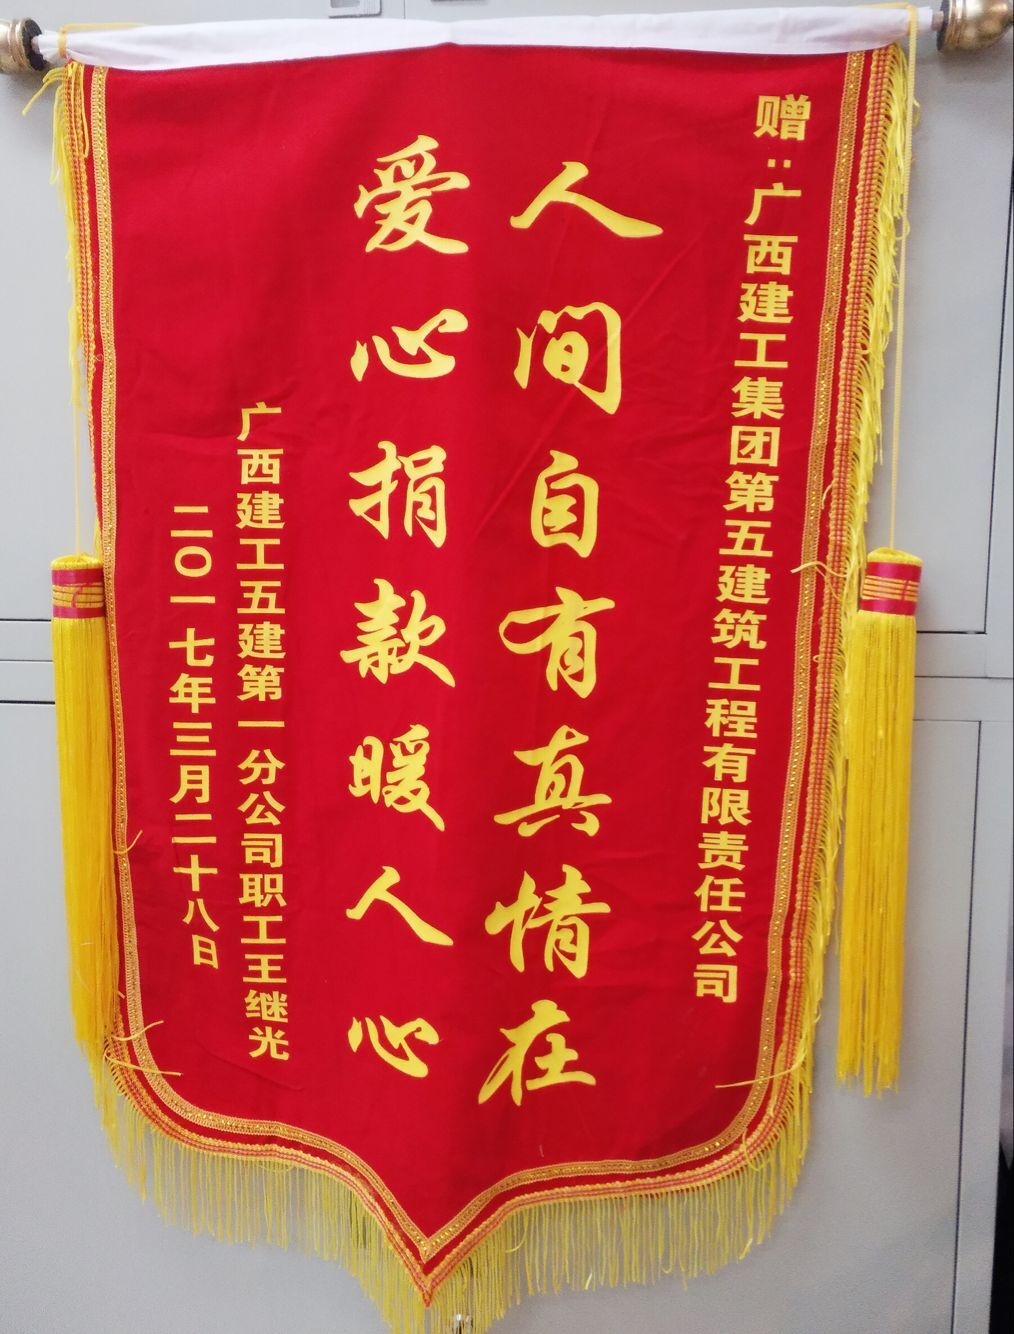 赠:广西建工集团第五建筑工程有限责任公司
人间自有真情在
爱心捐款暖人心
广西建工五建第一分公司职工王继光
二〇一七年三月二十八日